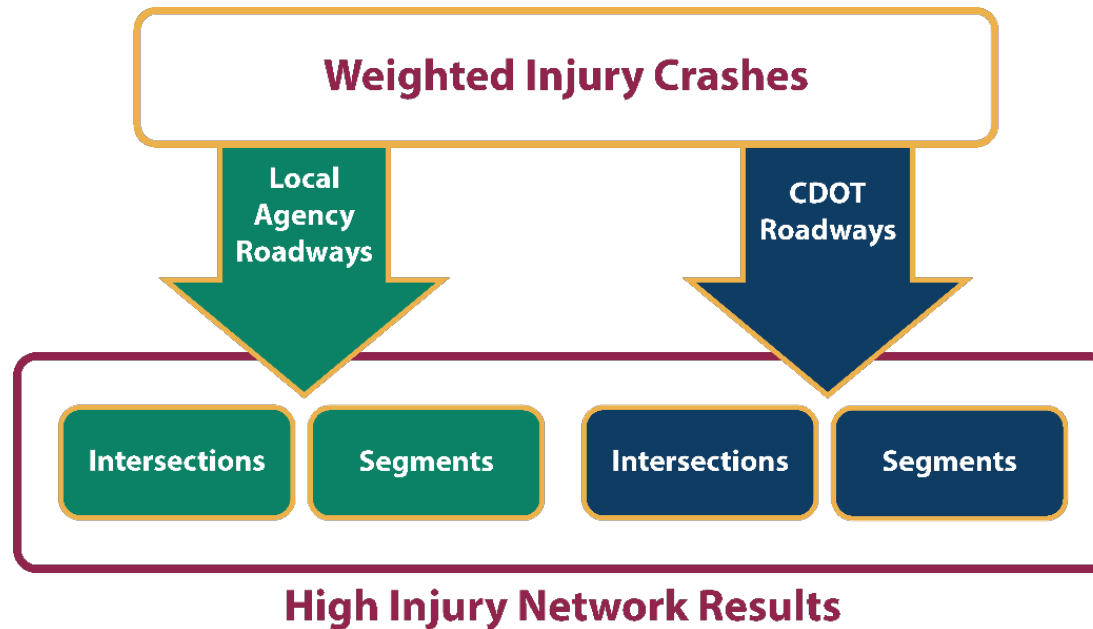 Weighted Injury Crashes
Local
Agency
Roadways
CDOT
Roadways
Intersections
Segments
Intersections
Segments
High Injury Network Results